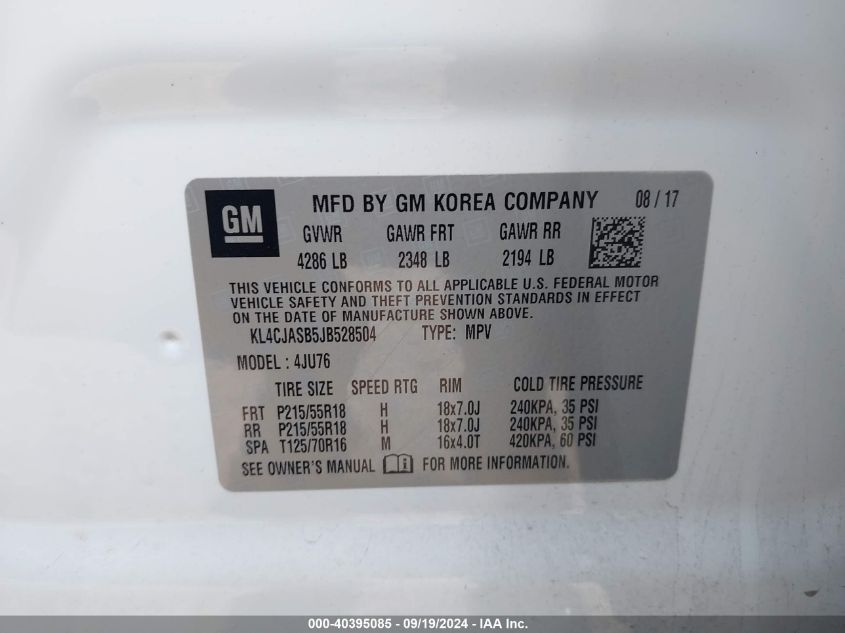 GM
MFD BY GM KOREA COMPANY 08 / 17
GVWR GAWR FRT GAWR RR
4286 LB 2348 LB 2194 LB
THIS VEHICLE CONFORMS TO ALL APPLICABLE U.S. FEDERAL MOTOR
VEHICLE SAFETY AND THEFT PREVENTION STANDARDS IN EFFECT
ON THE DATE OF MANUFACTURE SHOWN ABOVE.
KL4CJASB5JB528504 TYPE: MPV
MODEL : 4JU76
TIRE SIZE SPEED RTG RIM COLD TIRE PRESSURE
FRT P215/55R18 H 18x7.0J 240KPA, 35 PSI
RR P215/55R18 H 18x7.0J 240KPA, 35 PSI
SPA T125/70R16 M 16x4.0T 420KPA, 60 PSI
SEE OWNER'S MANUAL FOR MORE INFORMATION.
000-40395085 - 09/19/2024 - IAA Inc.